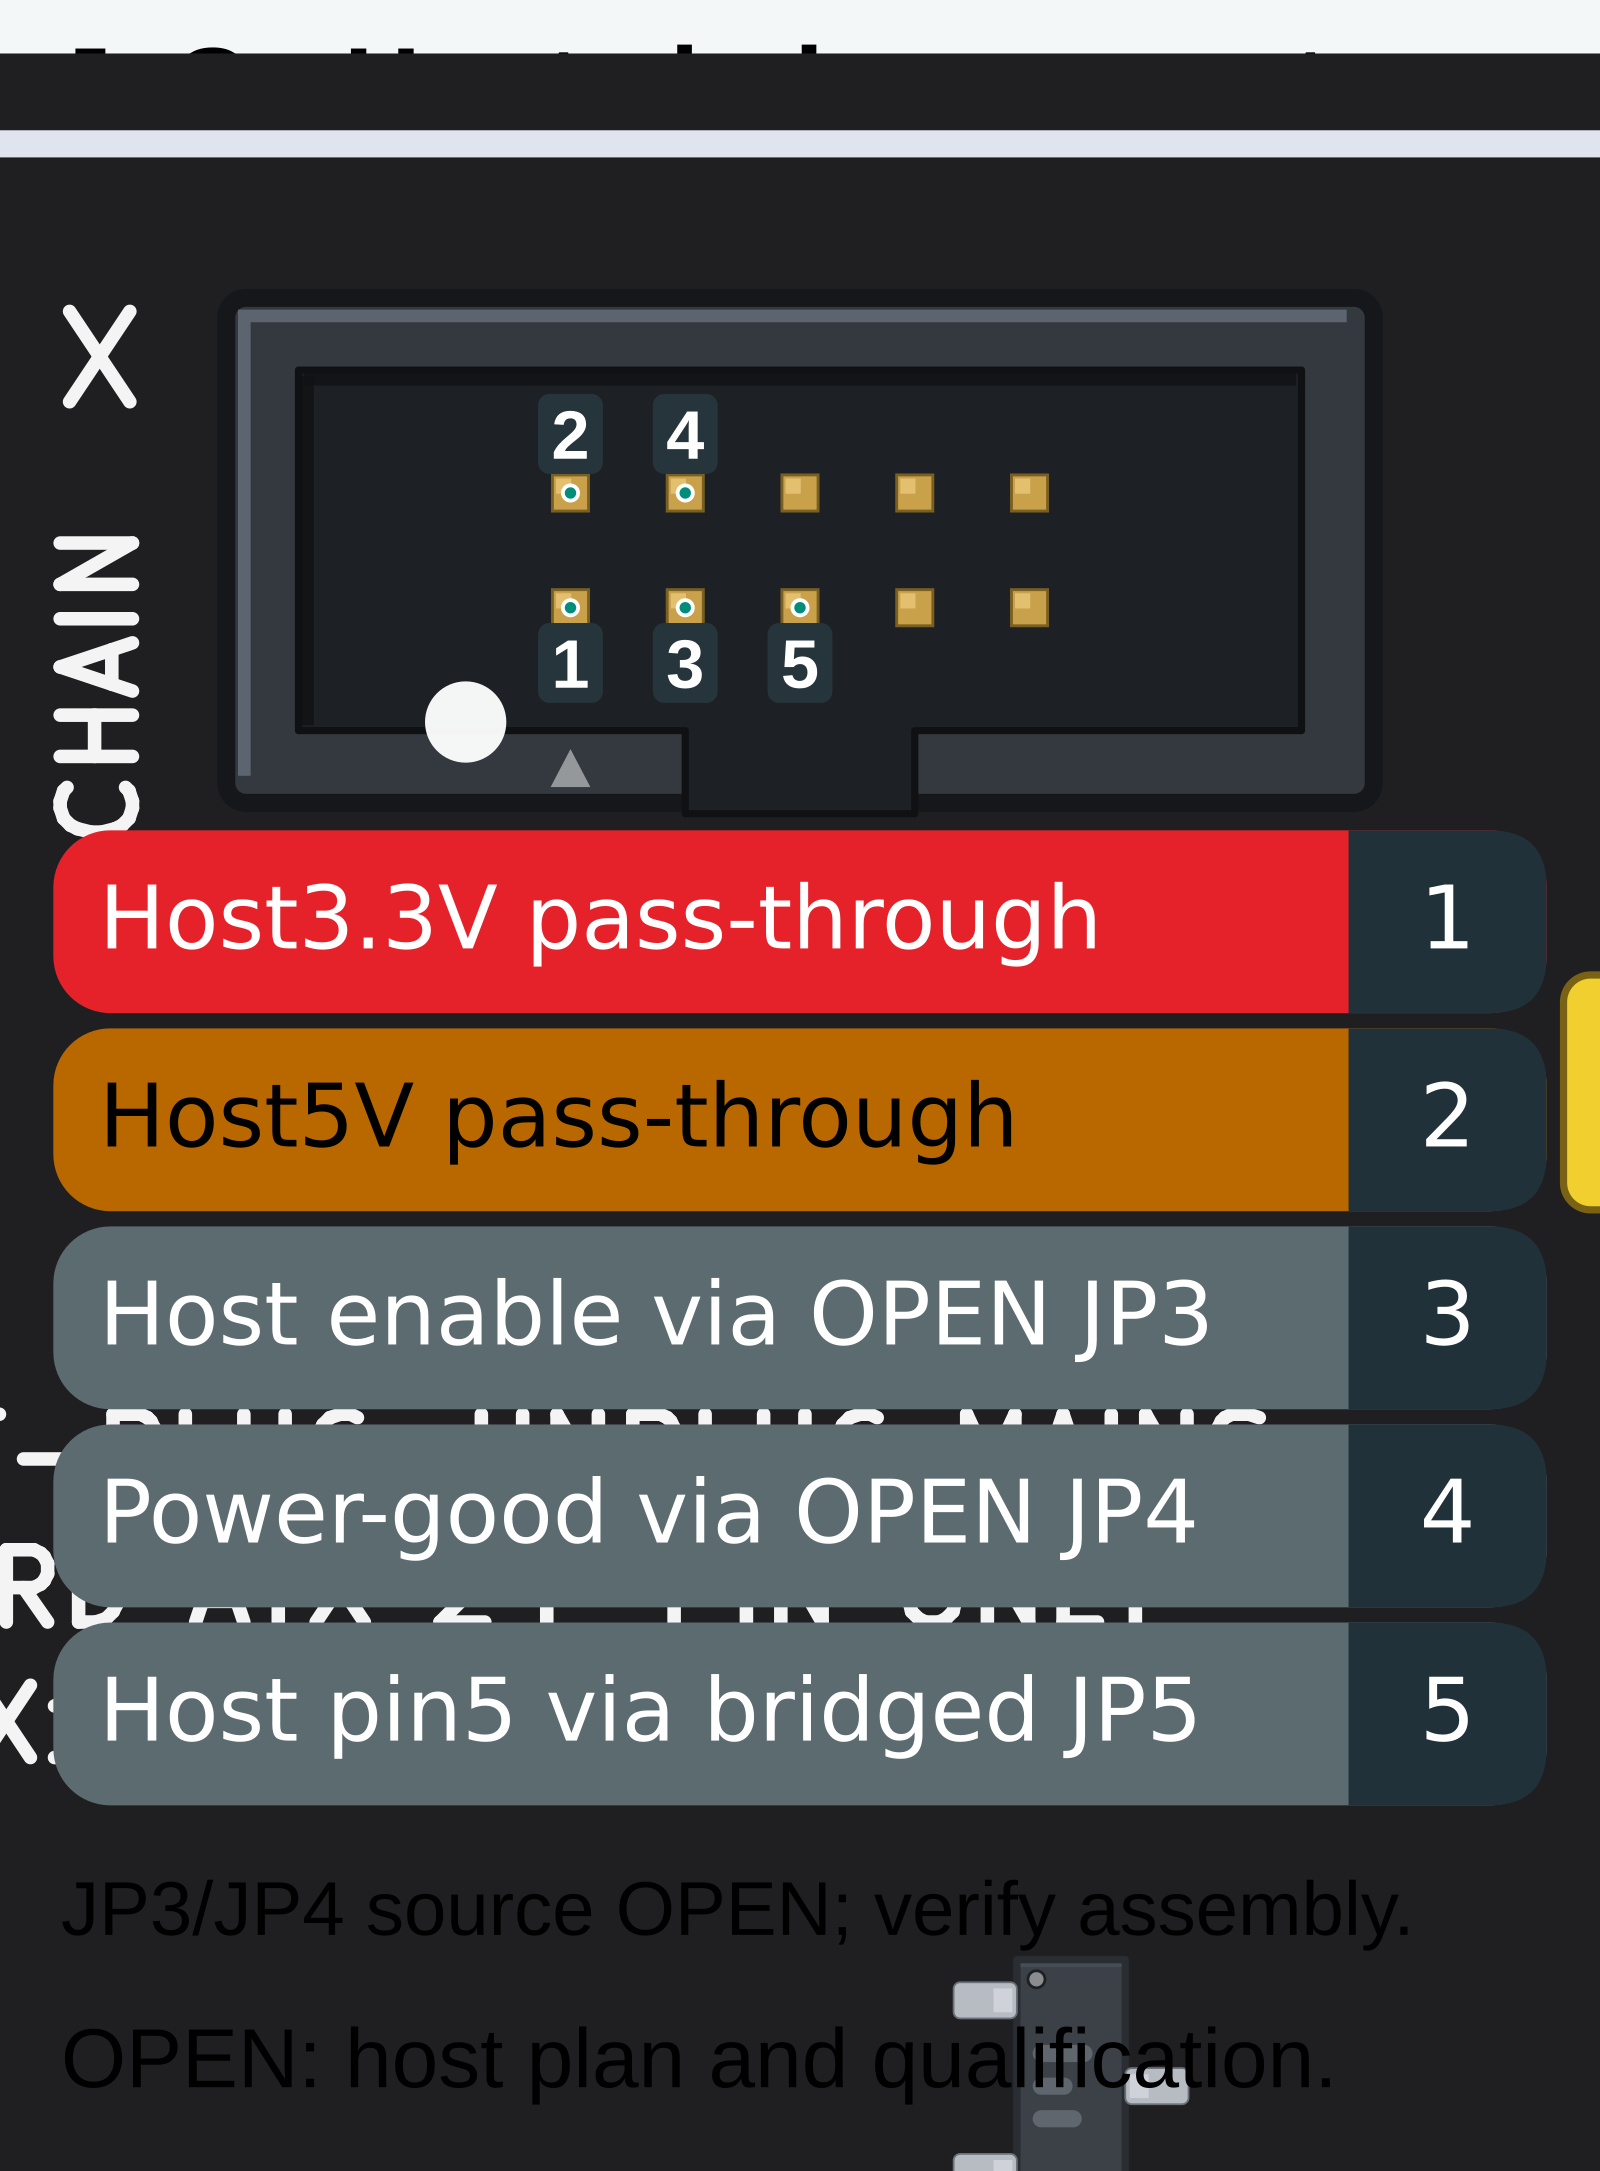 X
CHAIN
2 4
1 3 5
Host3.3V pass-through 1
Host5V pass-through 2
Host enable via OPEN JP3 3
Power-good via OPEN JP4 4
Host pin5 via bridged JP5 5
JP3/JP4 source OPEN; verify assembly.
OPEN: host plan and qualification.